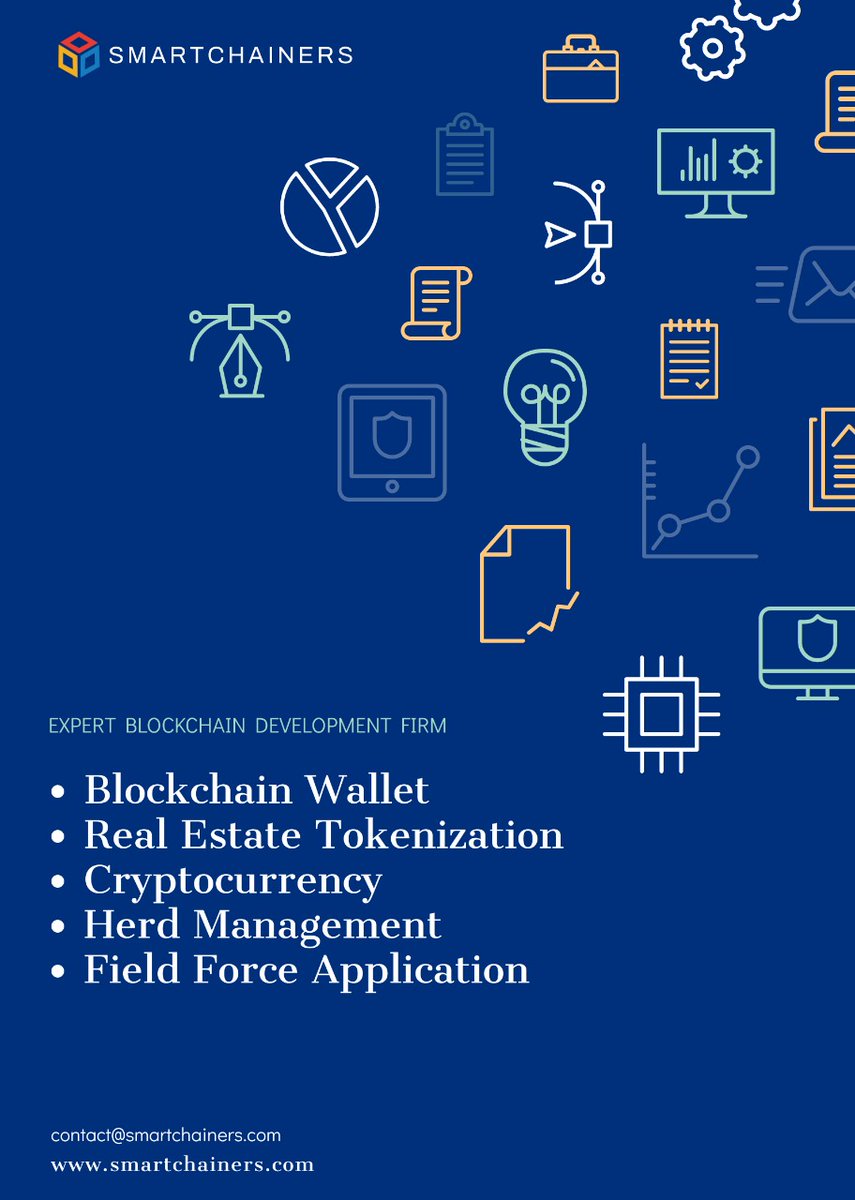 SMARTCHAINERS
EXPERT BLOCKCHAIN DEVELOPMENT FIRM
• Blockchain Wallet
• Real Estate Tokenization
• Cryptocurrency
• Herd Management
• Field Force Application
contact@smartchainers.com
www.smartchainers.com